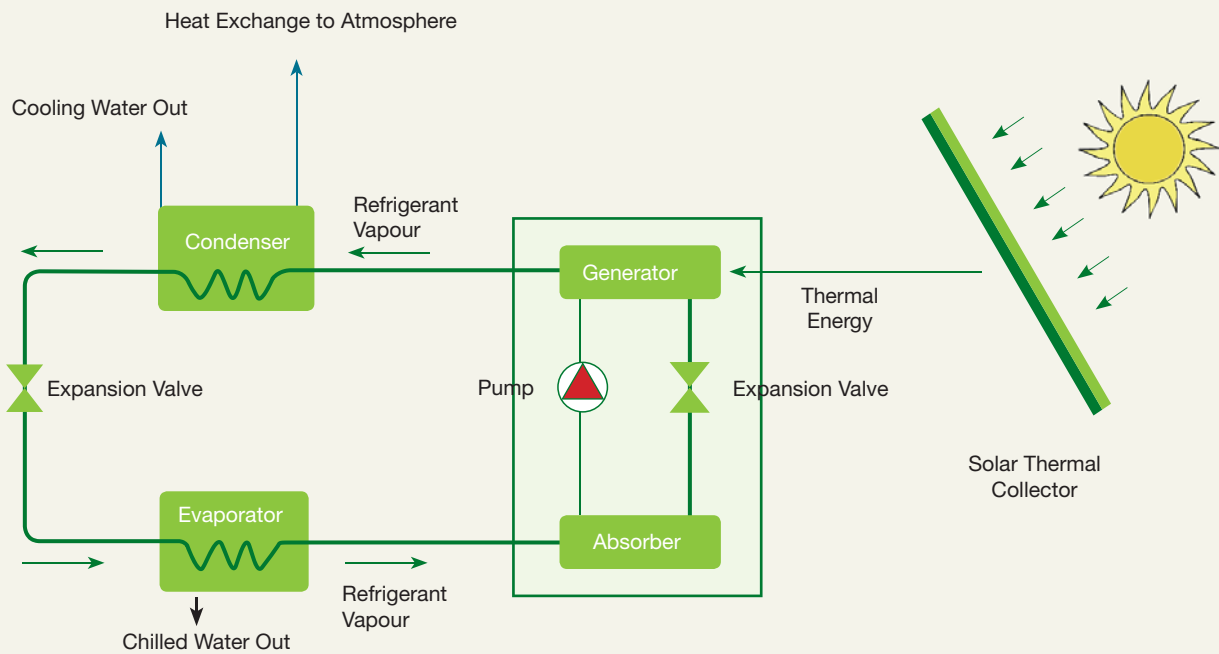 Heat Exchange to Atmosphere
Cooling Water Out
Refrigerant
Vapour
Condenser
Generator
Thermal
Energy
Expansion Valve
Pump
Expansion Valve
Solar Thermal
Collector
Evaporator
Absorber
Refrigerant
Vapour
Chilled Water Out